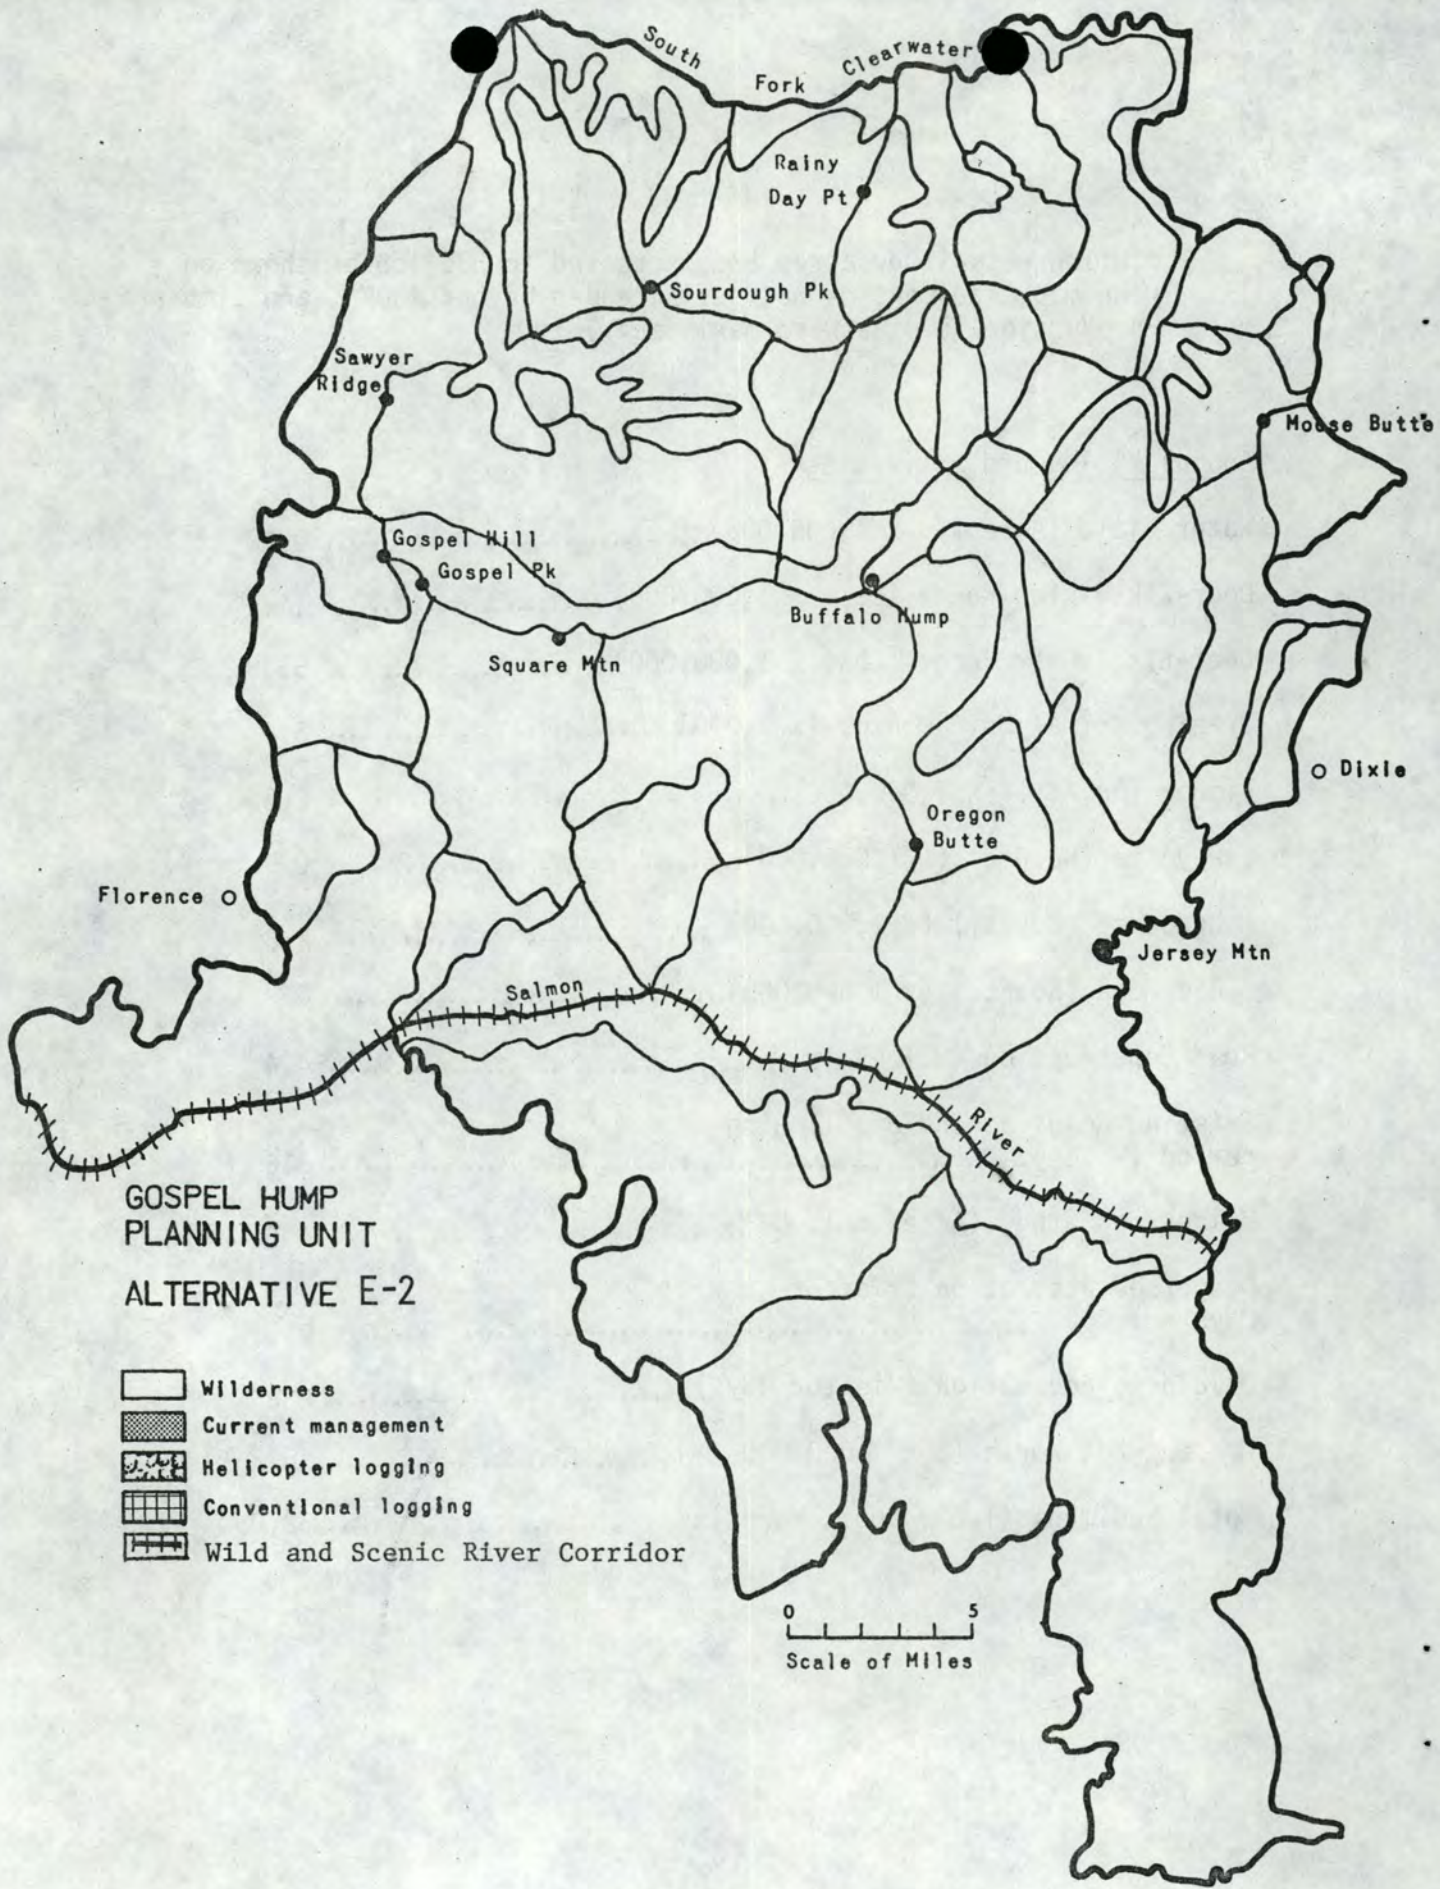 South
Fork
Clearwater
Rainy
Day Pt
Sourdough Pk
Sawyer
Ridge
Moose Butte
Gospel Hill
Gospel Pk
Buffalo Hump
Square Mtn
Dixie
Oregon
Butte
Florence
Jersey Mtn
Salmon
River
GOSPEL HUMP
PLANNING UNIT
ALTERNATIVE E-2
Wilderness
Current management
Helicopter logging
Conventional logging
Wild and Scenic River Corridor
0 5
Scale of Miles